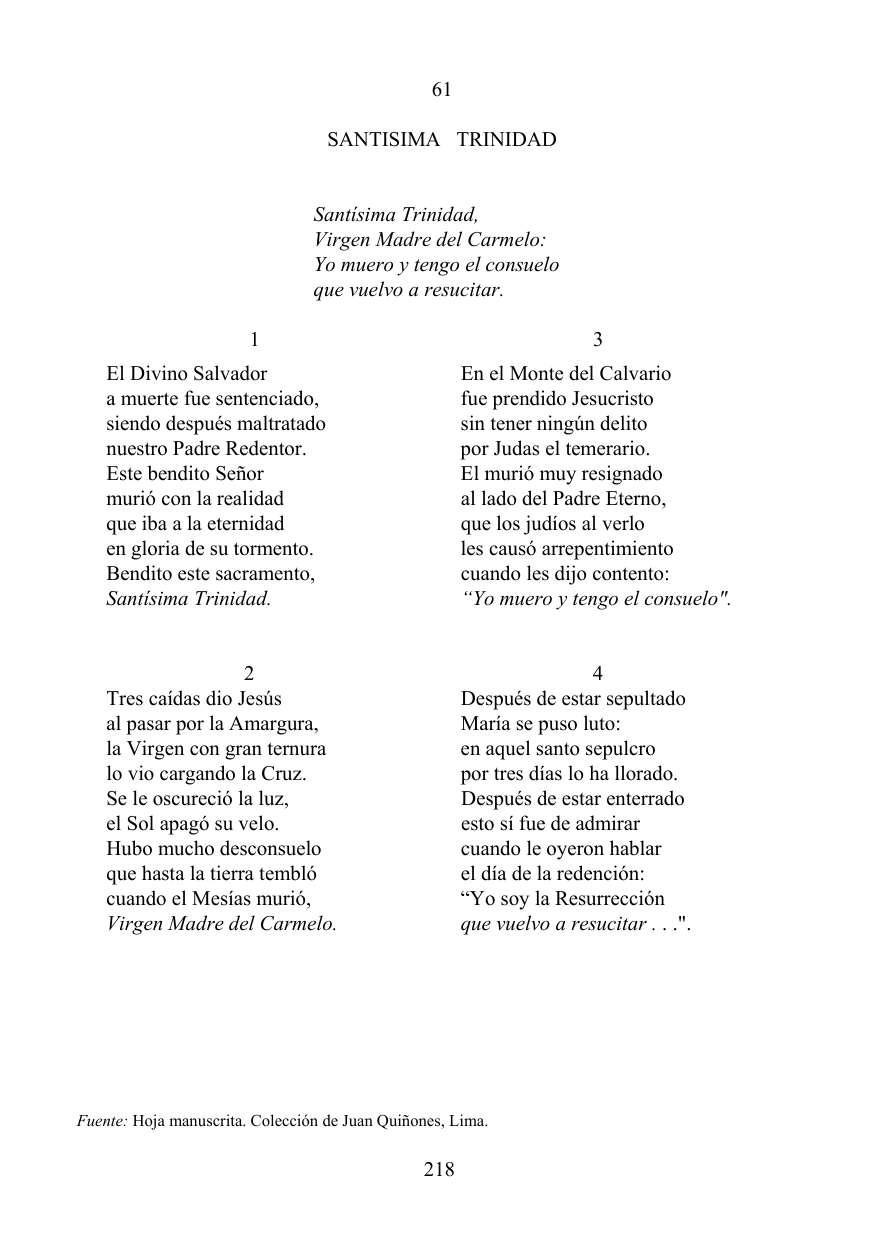 61
SANTISIMA TRINIDAD
Santísima Trinidad,
Virgen Madre del Carmelo:
Yo muero y tengo el consuelo
que vuelvo a resucitar.
1
El Divino Salvador
a muerte fue sentenciado,
siendo después maltratado
nuestro Padre Redentor.
Este bendito Señor
murió con la realidad
que iba a la eternidad
en gloria de su tormento.
Bendito este sacramento,
Santísima Trinidad.
2
Tres caídas dio Jesús
al pasar por la Amargura,
la Virgen con gran ternura
lo vio cargando la Cruz.
Se le oscureció la luz,
el Sol apagó su velo.
Hubo mucho desconsuelo
que hasta la tierra tembló
cuando el Mesías murió,
Virgen Madre del Carmelo.
3
En el Monte del Calvario
fue prendido Jesucristo
sin tener ningún delito
por Judas el temerario.
El murió muy resignado
al lado del Padre Eterno,
que los judíos al verlo
les causó arrepentimiento
cuando les dijo contento:
“Yo muero y tengo el consuelo".
4
Después de estar sepultado
María se puso luto:
en aquel santo sepulcro
por tres días lo ha llorado.
Después de estar enterrado
esto sí fue de admirar
cuando le oyeron hablar
el día de la redención:
“Yo soy la Resurrección
que vuelvo a resucitar . . .".
Fuente: Hoja manuscrita. Colección de Juan Quiñones, Lima.
218